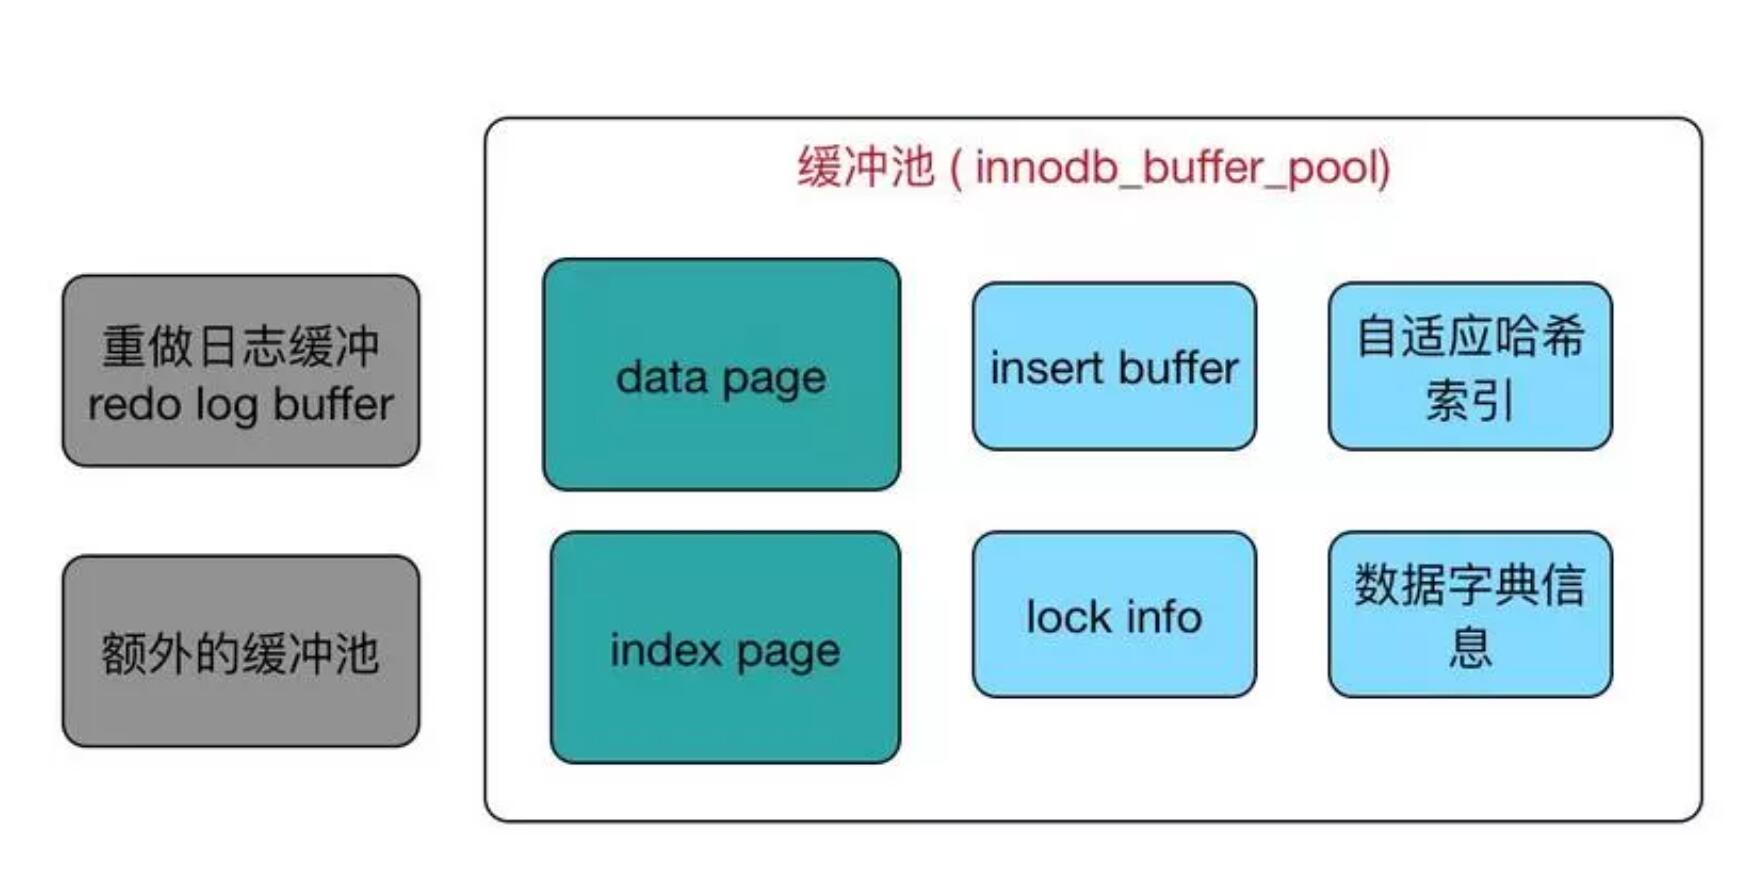 缓冲池 ( innodb_buffer_pool)
重做日志缓冲
redo log buffer
额外的缓冲池
data page
insert buffer
自适应哈希
索引
index page
lock info
数据字典信
息